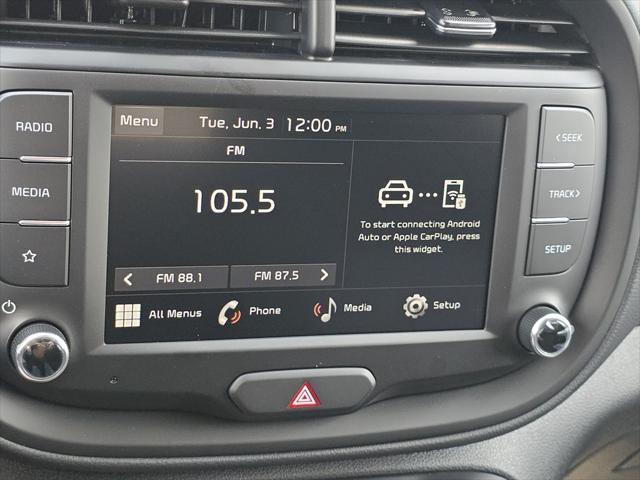 RADIO
MEDIA
Menu
Tue, Jun. 3
12:00 PM
FM
105.5
FM 88.1
FM 87.5
To start connecting Android
Auto or Apple CarPlay, press
this widget.
All Menus
Phone
Media
Setup
< SEEK
TRACK >
SETUP